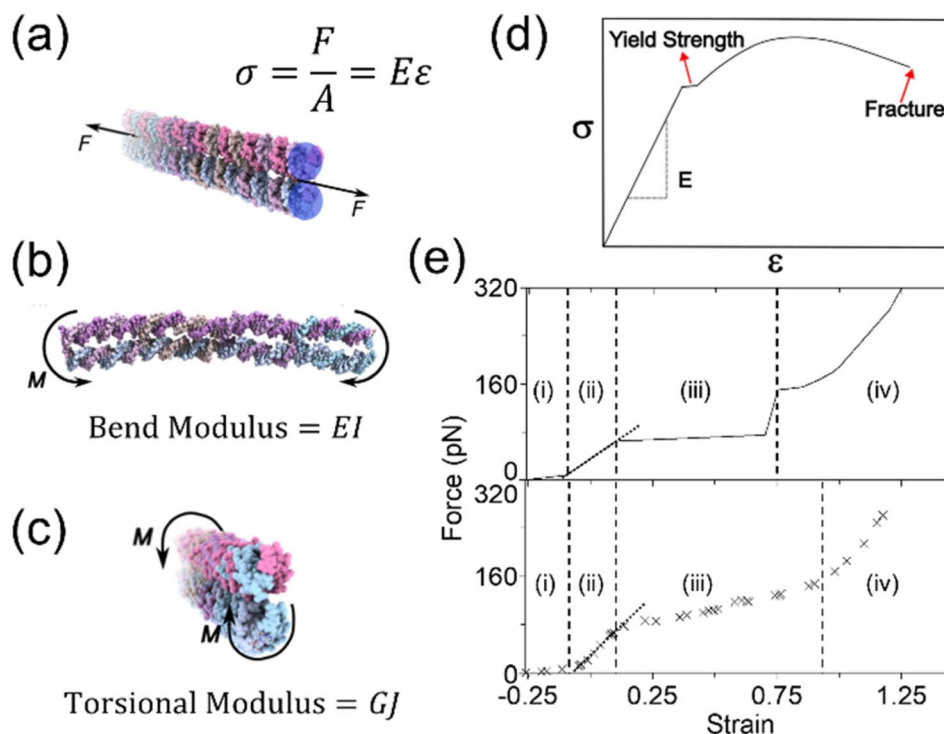 (a)
σ = F/A = Eε
F
F
(b)
M
Bend Modulus = EI
(c)
M
M
Torsional Modulus = GJ
(d)
Yield Strength
Fracture
σ
E
ε
(e)
320
160
0
(i)
(ii)
(iii)
(iv)
Force (pN)
320
160
0
(i)
(ii)
(iii)
(iv)
-0.25 0.25 0.75 1.25
Strain